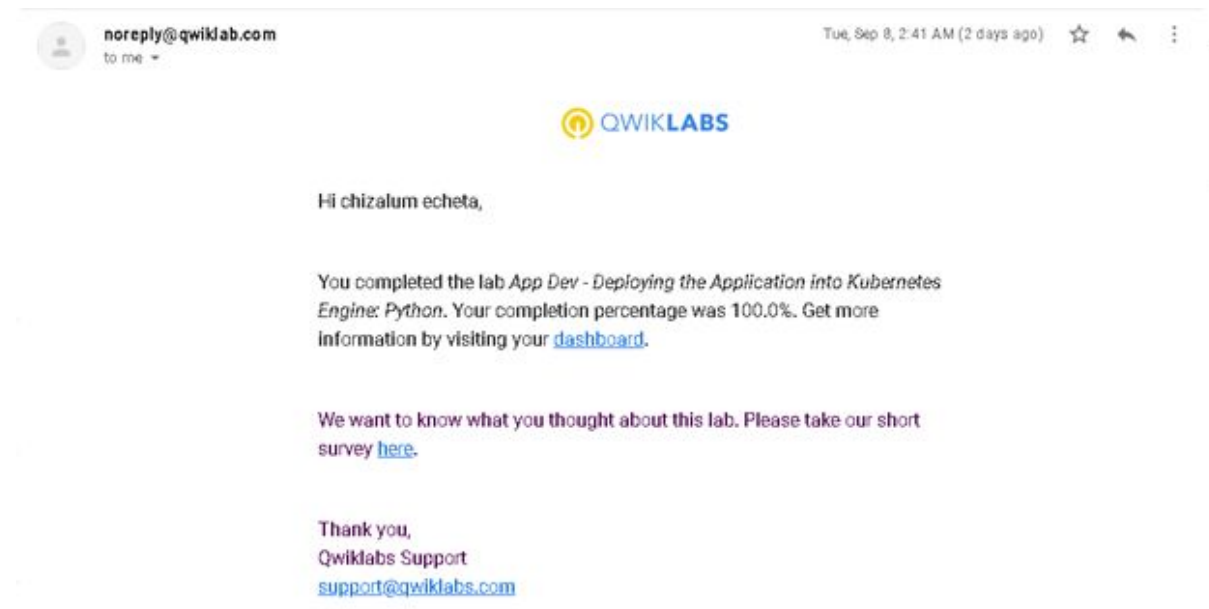 noreply@qwiklab.com
Tue, Sep 8, 2:41 AM (2 days ago)
to me
QWIKLABS
Hi chizalum echeta,
You completed the lab App Dev - Deploying the Application into Kubernetes
Engine: Python. Your completion percentage was 100.0%. Get more
information by visiting your dashboard.
We want to know what you thought about this lab. Please take our short
survey here.
Thank you,
Qwiklabs Support
support@qwiklabs.com